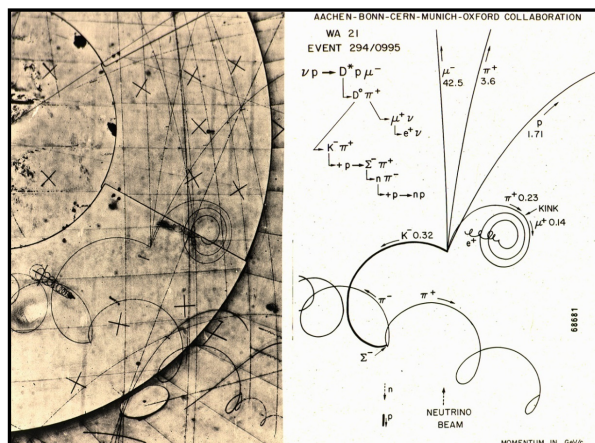 AACHEN-BONN-CERN-MUNICH-OXFORD COLLABORATION
WA 21
EVENT 294/0995
νp → D*pμ⁻
D⁰π⁺
μ⁺ν
e⁺ν
K⁻π⁺
+p → Σ⁻π⁺
nπ⁻
+p → np
μ⁻
42.5
π⁺
3.6
p
1.71
π⁺ 0.23
KINK
μ⁺ 0.14
e⁺
K⁻ 0.32
π⁻
π⁺
Σ⁻
n
p
NEUTRINO
BEAM
68681
MOMENTUM IN GeV/c